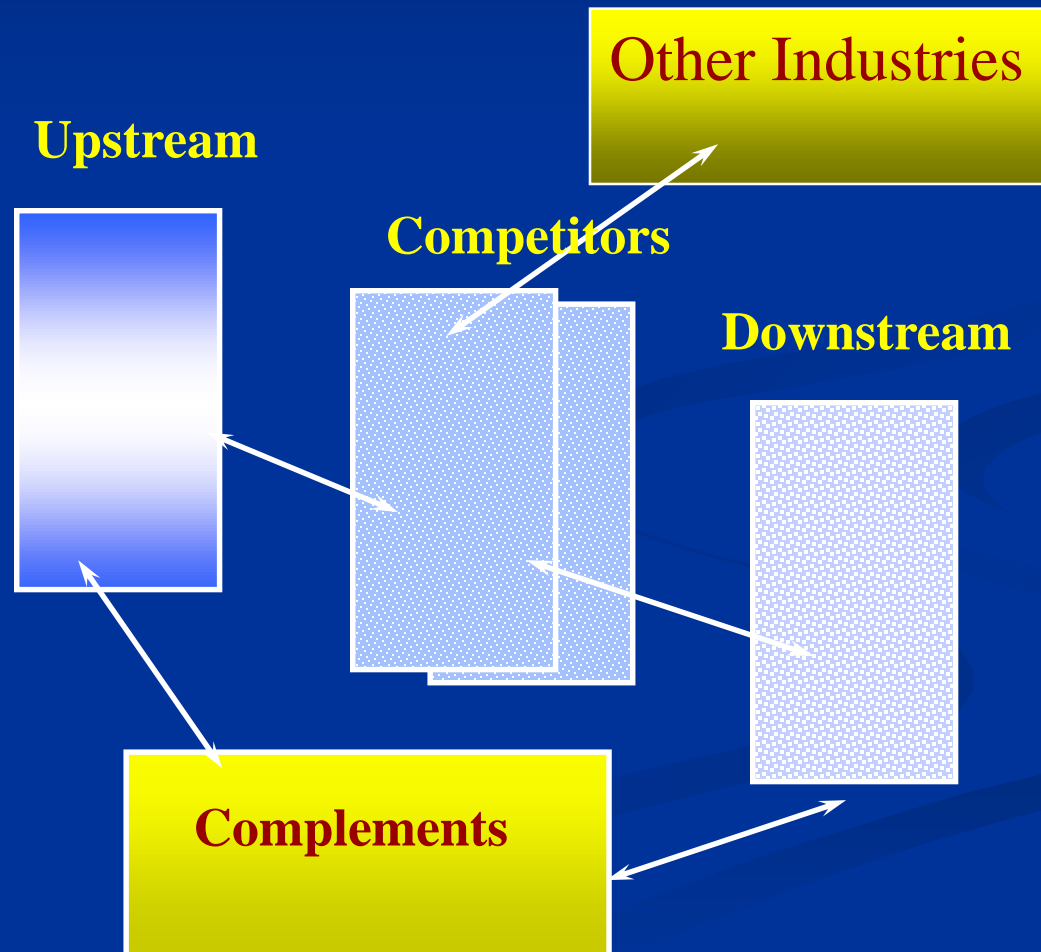 Other Industries
Upstream
Competitors
Downstream
Complements